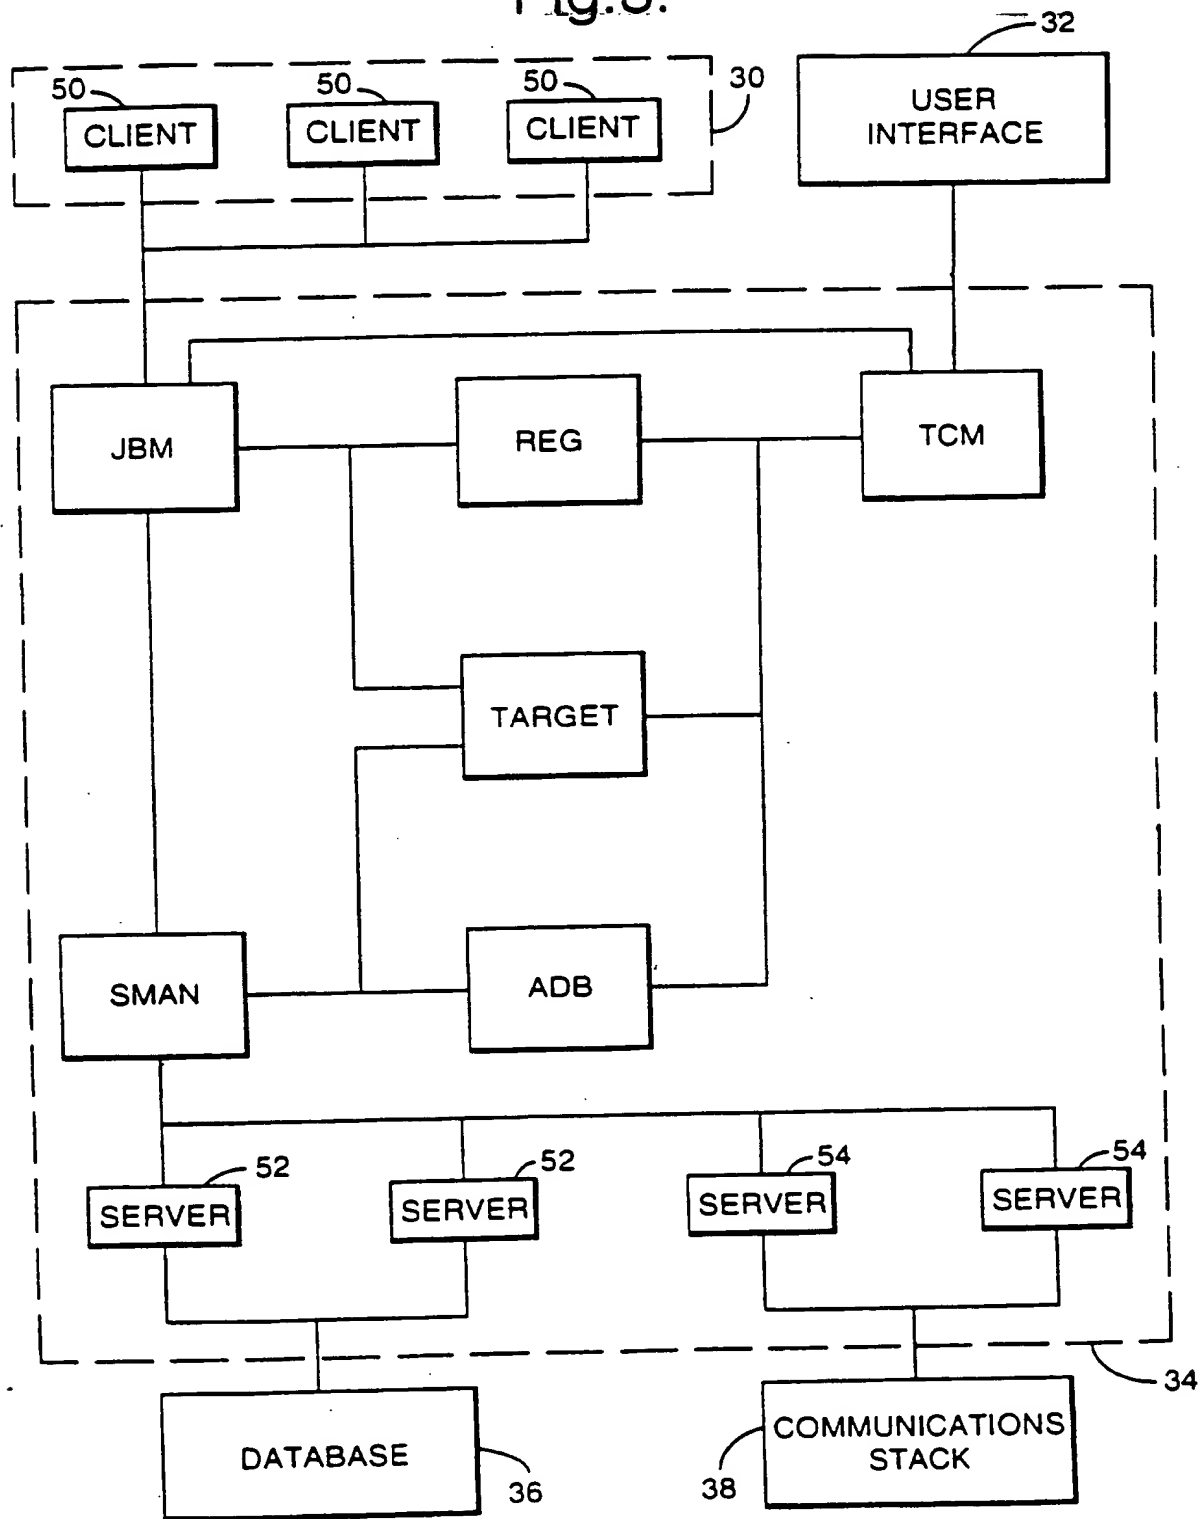 32
50
50
50
30
CLIENT
CLIENT
CLIENT
USER
INTERFACE
JBM
REG
TCM
TARGET
SMAN
ADB
52
52
54
54
SERVER
SERVER
SERVER
SERVER
34
DATABASE
36
38
COMMUNICATIONS
STACK